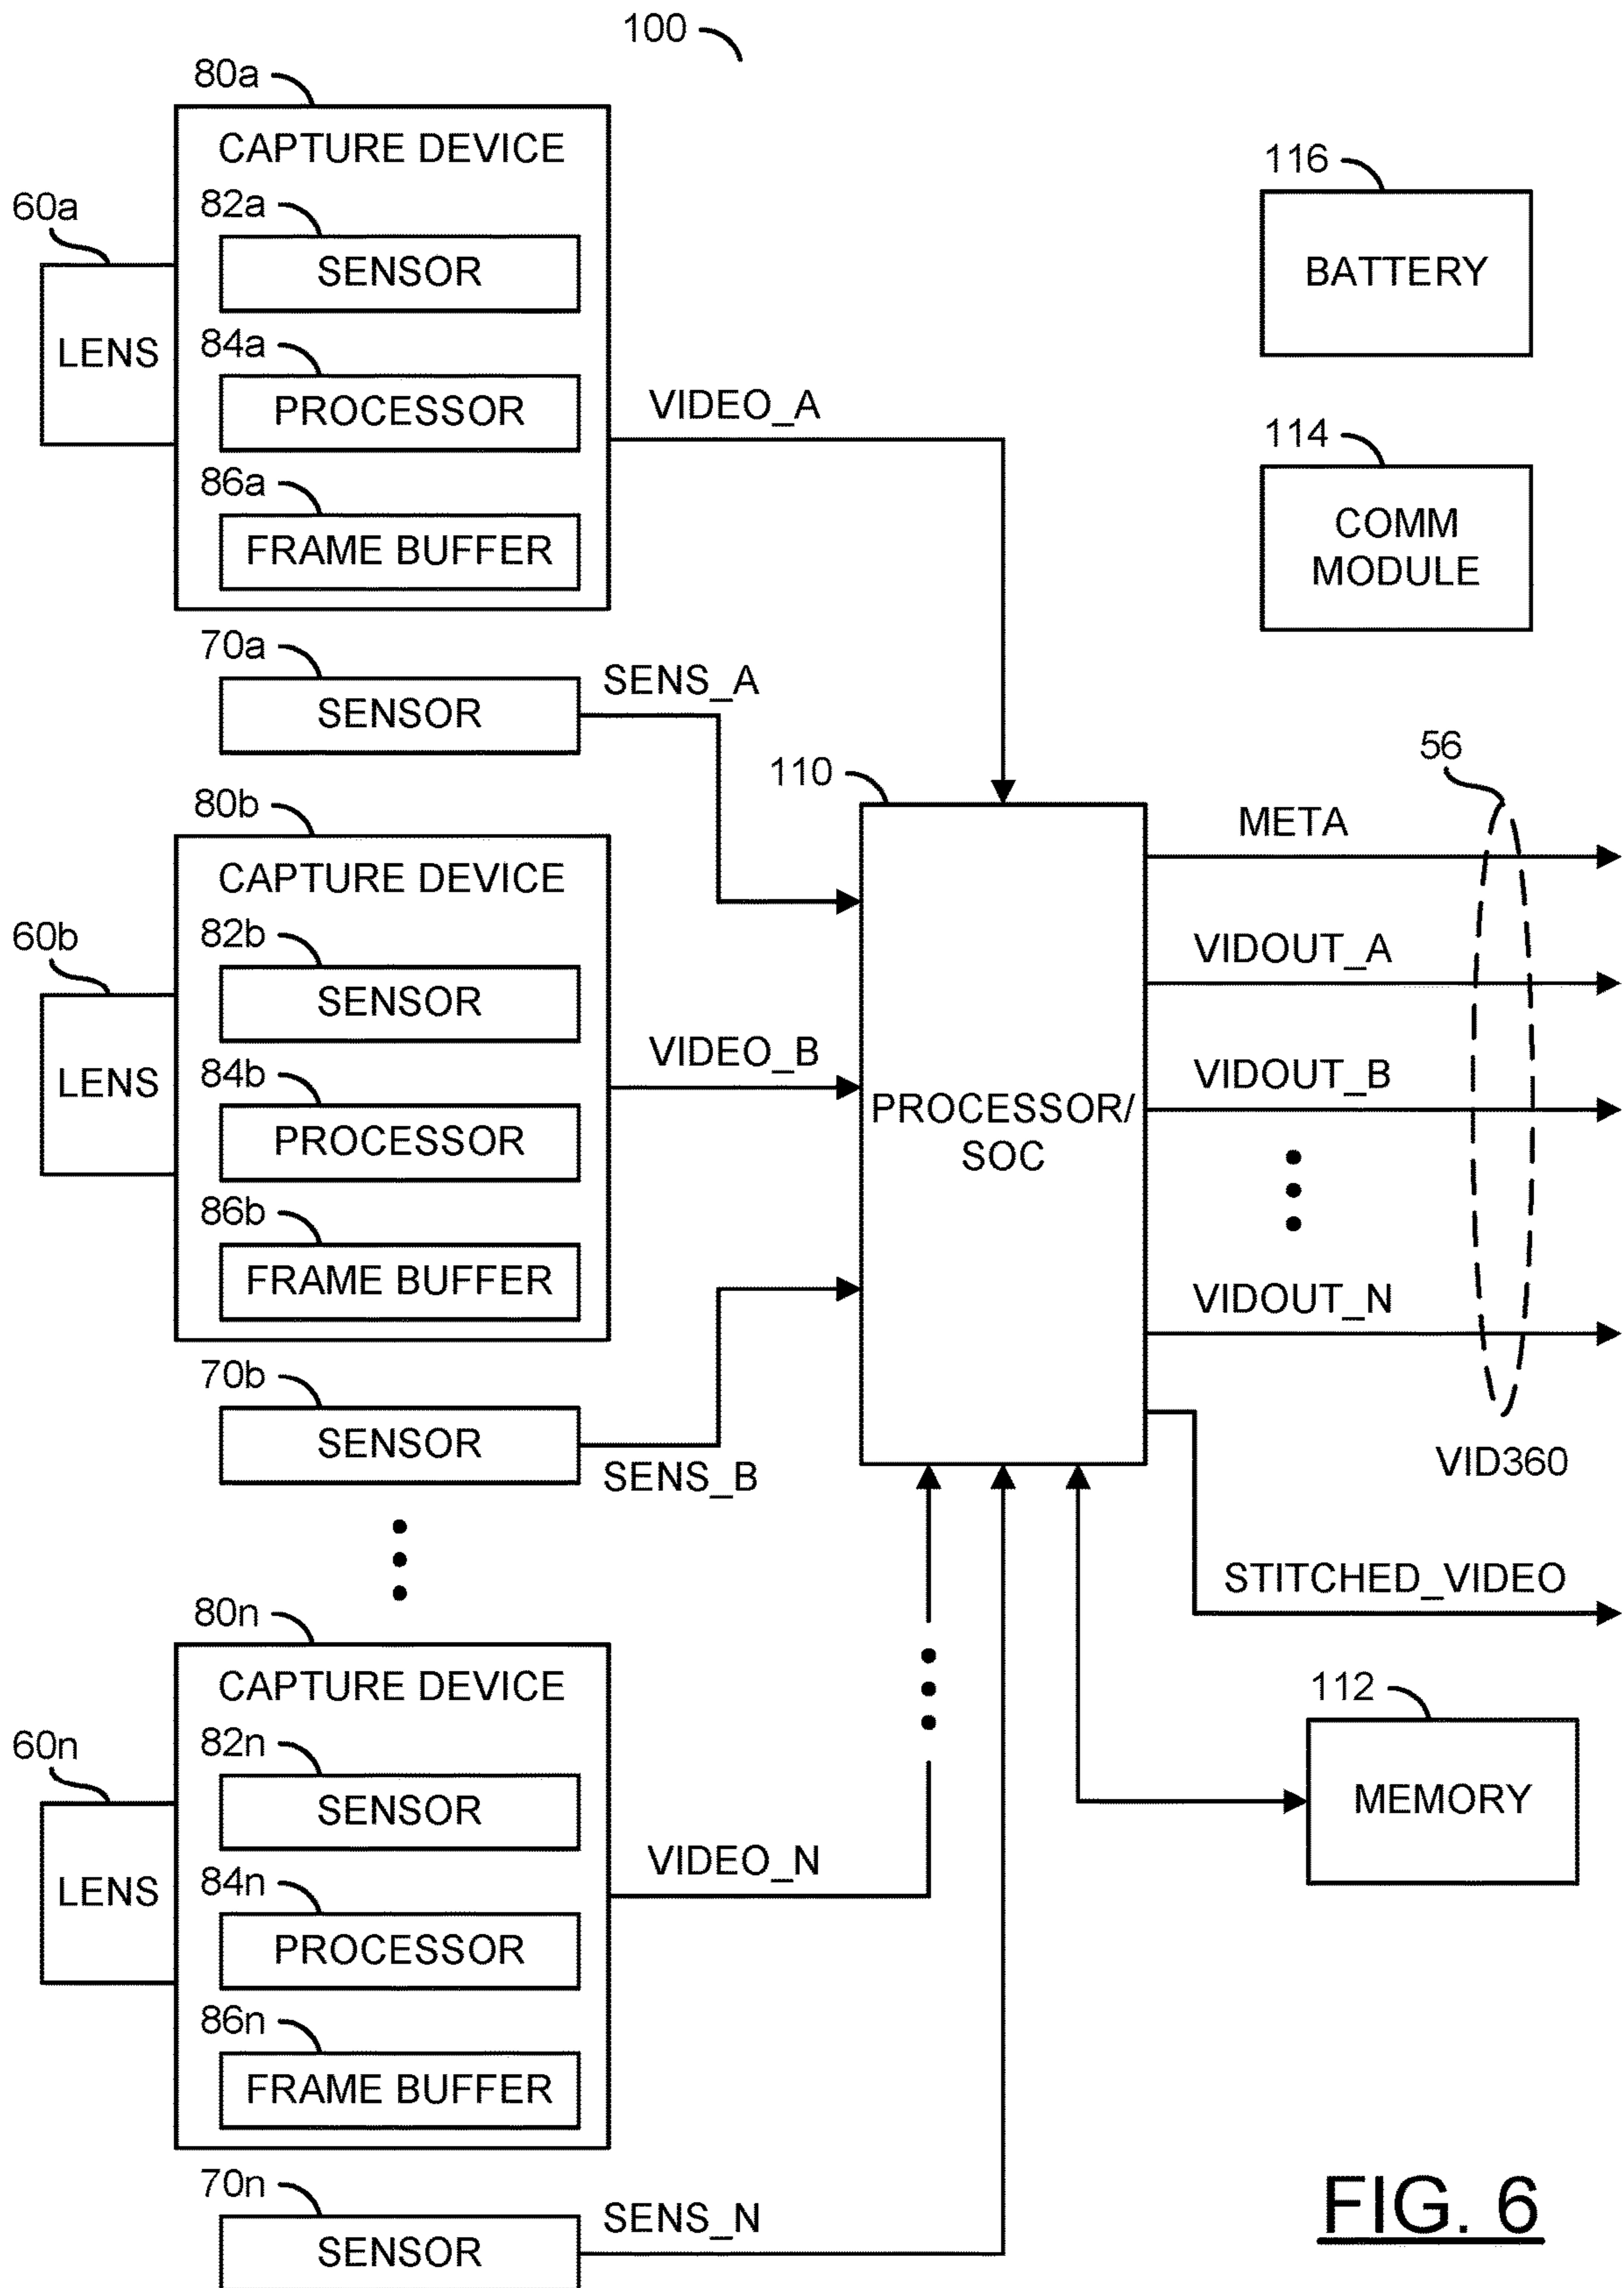 100
80a
CAPTURE DEVICE
116
60a
82a
SENSOR
BATTERY
LENS
84a
PROCESSOR
VIDEO_A
114
86a
FRAME BUFFER
COMM
MODULE
70a
SENSOR
SENS_A
110
56
80b
CAPTURE DEVICE
META
60b
82b
SENSOR
VIDOUT_A
LENS
84b
PROCESSOR
VIDEO_B
PROCESSOR/
SOC
VIDOUT_B
86b
FRAME BUFFER
VIDOUT_N
70b
SENSOR
SENS_B
VID360
STITCHED_VIDEO
80n
CAPTURE DEVICE
112
60n
82n
SENSOR
MEMORY
LENS
84n
PROCESSOR
VIDEO_N
86n
FRAME BUFFER
70n
SENSOR
SENS_N
FIG. 6